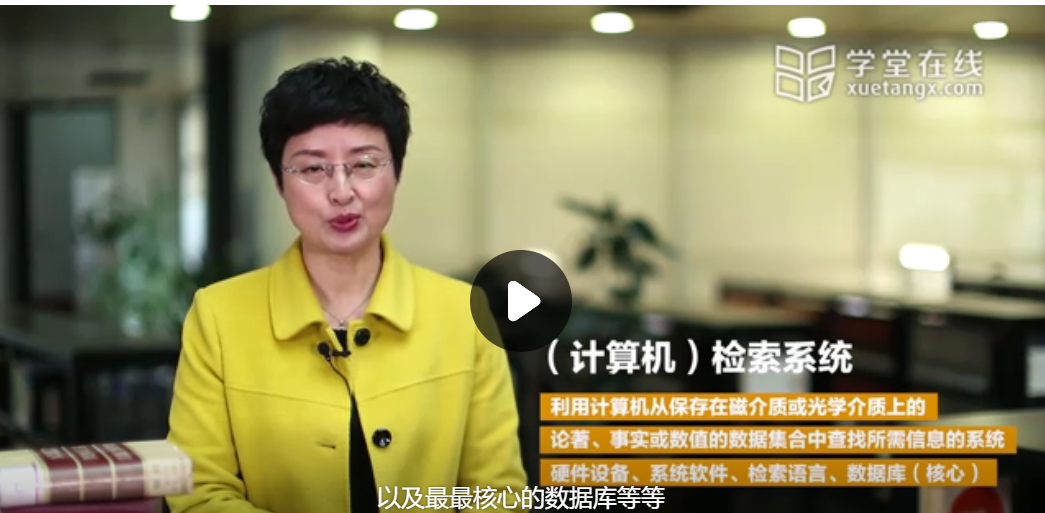 学堂在线
xuetangx.com
（计算机）检索系统
利用计算机从保存在磁介质或光学介质上的
论著、事实或数值的数据集合中查找所需信息的系统
硬件设备、系统软件、检索语言、数据库（核心）
以及最最核心的数据库等等